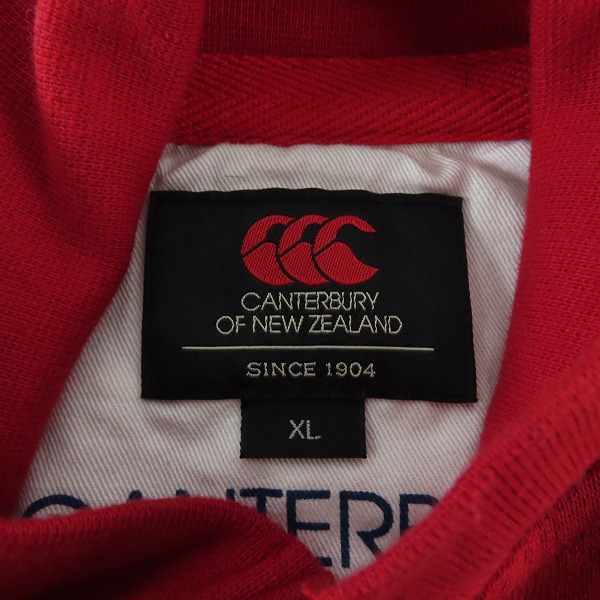 CANTERBURY
OF NEW ZEALAND
SINCE 1904
XL